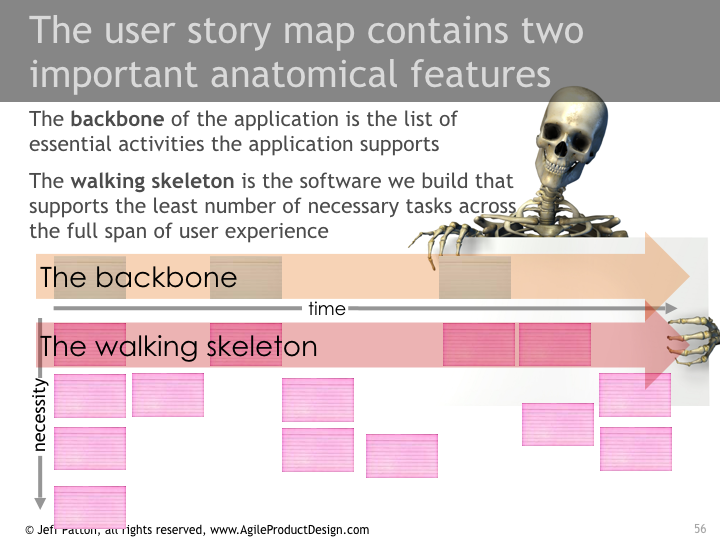 The user story map contains two
important anatomical features
The backbone of the application is the list of
essential activities the application supports
The walking skeleton is the software we build that
supports the least number of necessary tasks across
the full span of user experience
The backbone
time
The walking skeleton
necessity
© Jeff Patton, all rights reserved, www.AgileProductDesign.com
56